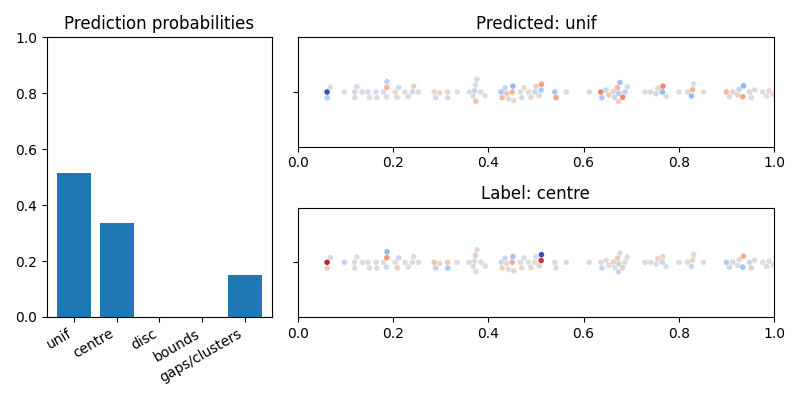 Prediction probabilities
1.0
0.8
0.6
0.4
0.2
0.0
unif
centre
disc
bounds
gaps/clusters
Predicted: unif
0.0 0.2 0.4 0.6 0.8 1.0
Label: centre
0.0 0.2 0.4 0.6 0.8 1.0